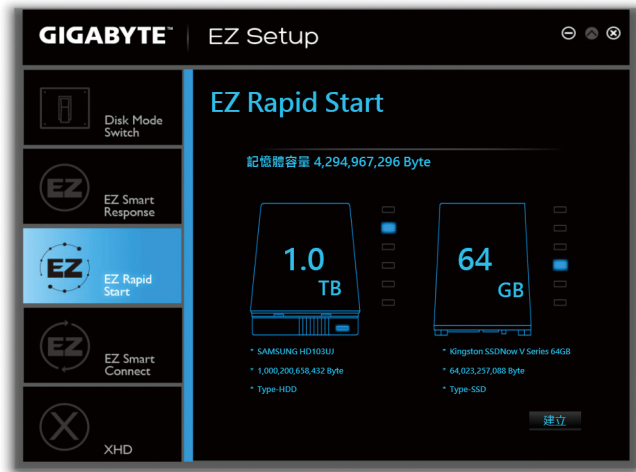 GIGABYTE™
EZ Setup
Disk Mode
Switch
EZ
EZ Smart
Response
EZ
EZ Rapid
Start
EZ
EZ Smart
Connect
X
XHD
EZ Rapid Start
記憶體容量 4,294,967,296 Byte
1.0
TB
* SAMSUNG HD103UJ
* 1,000,200,658,432 Byte
* Type-HDD
64
GB
* Kingston SSDNow V Series 64GB
* 64,023,257,088 Byte
* Type-SSD
建立